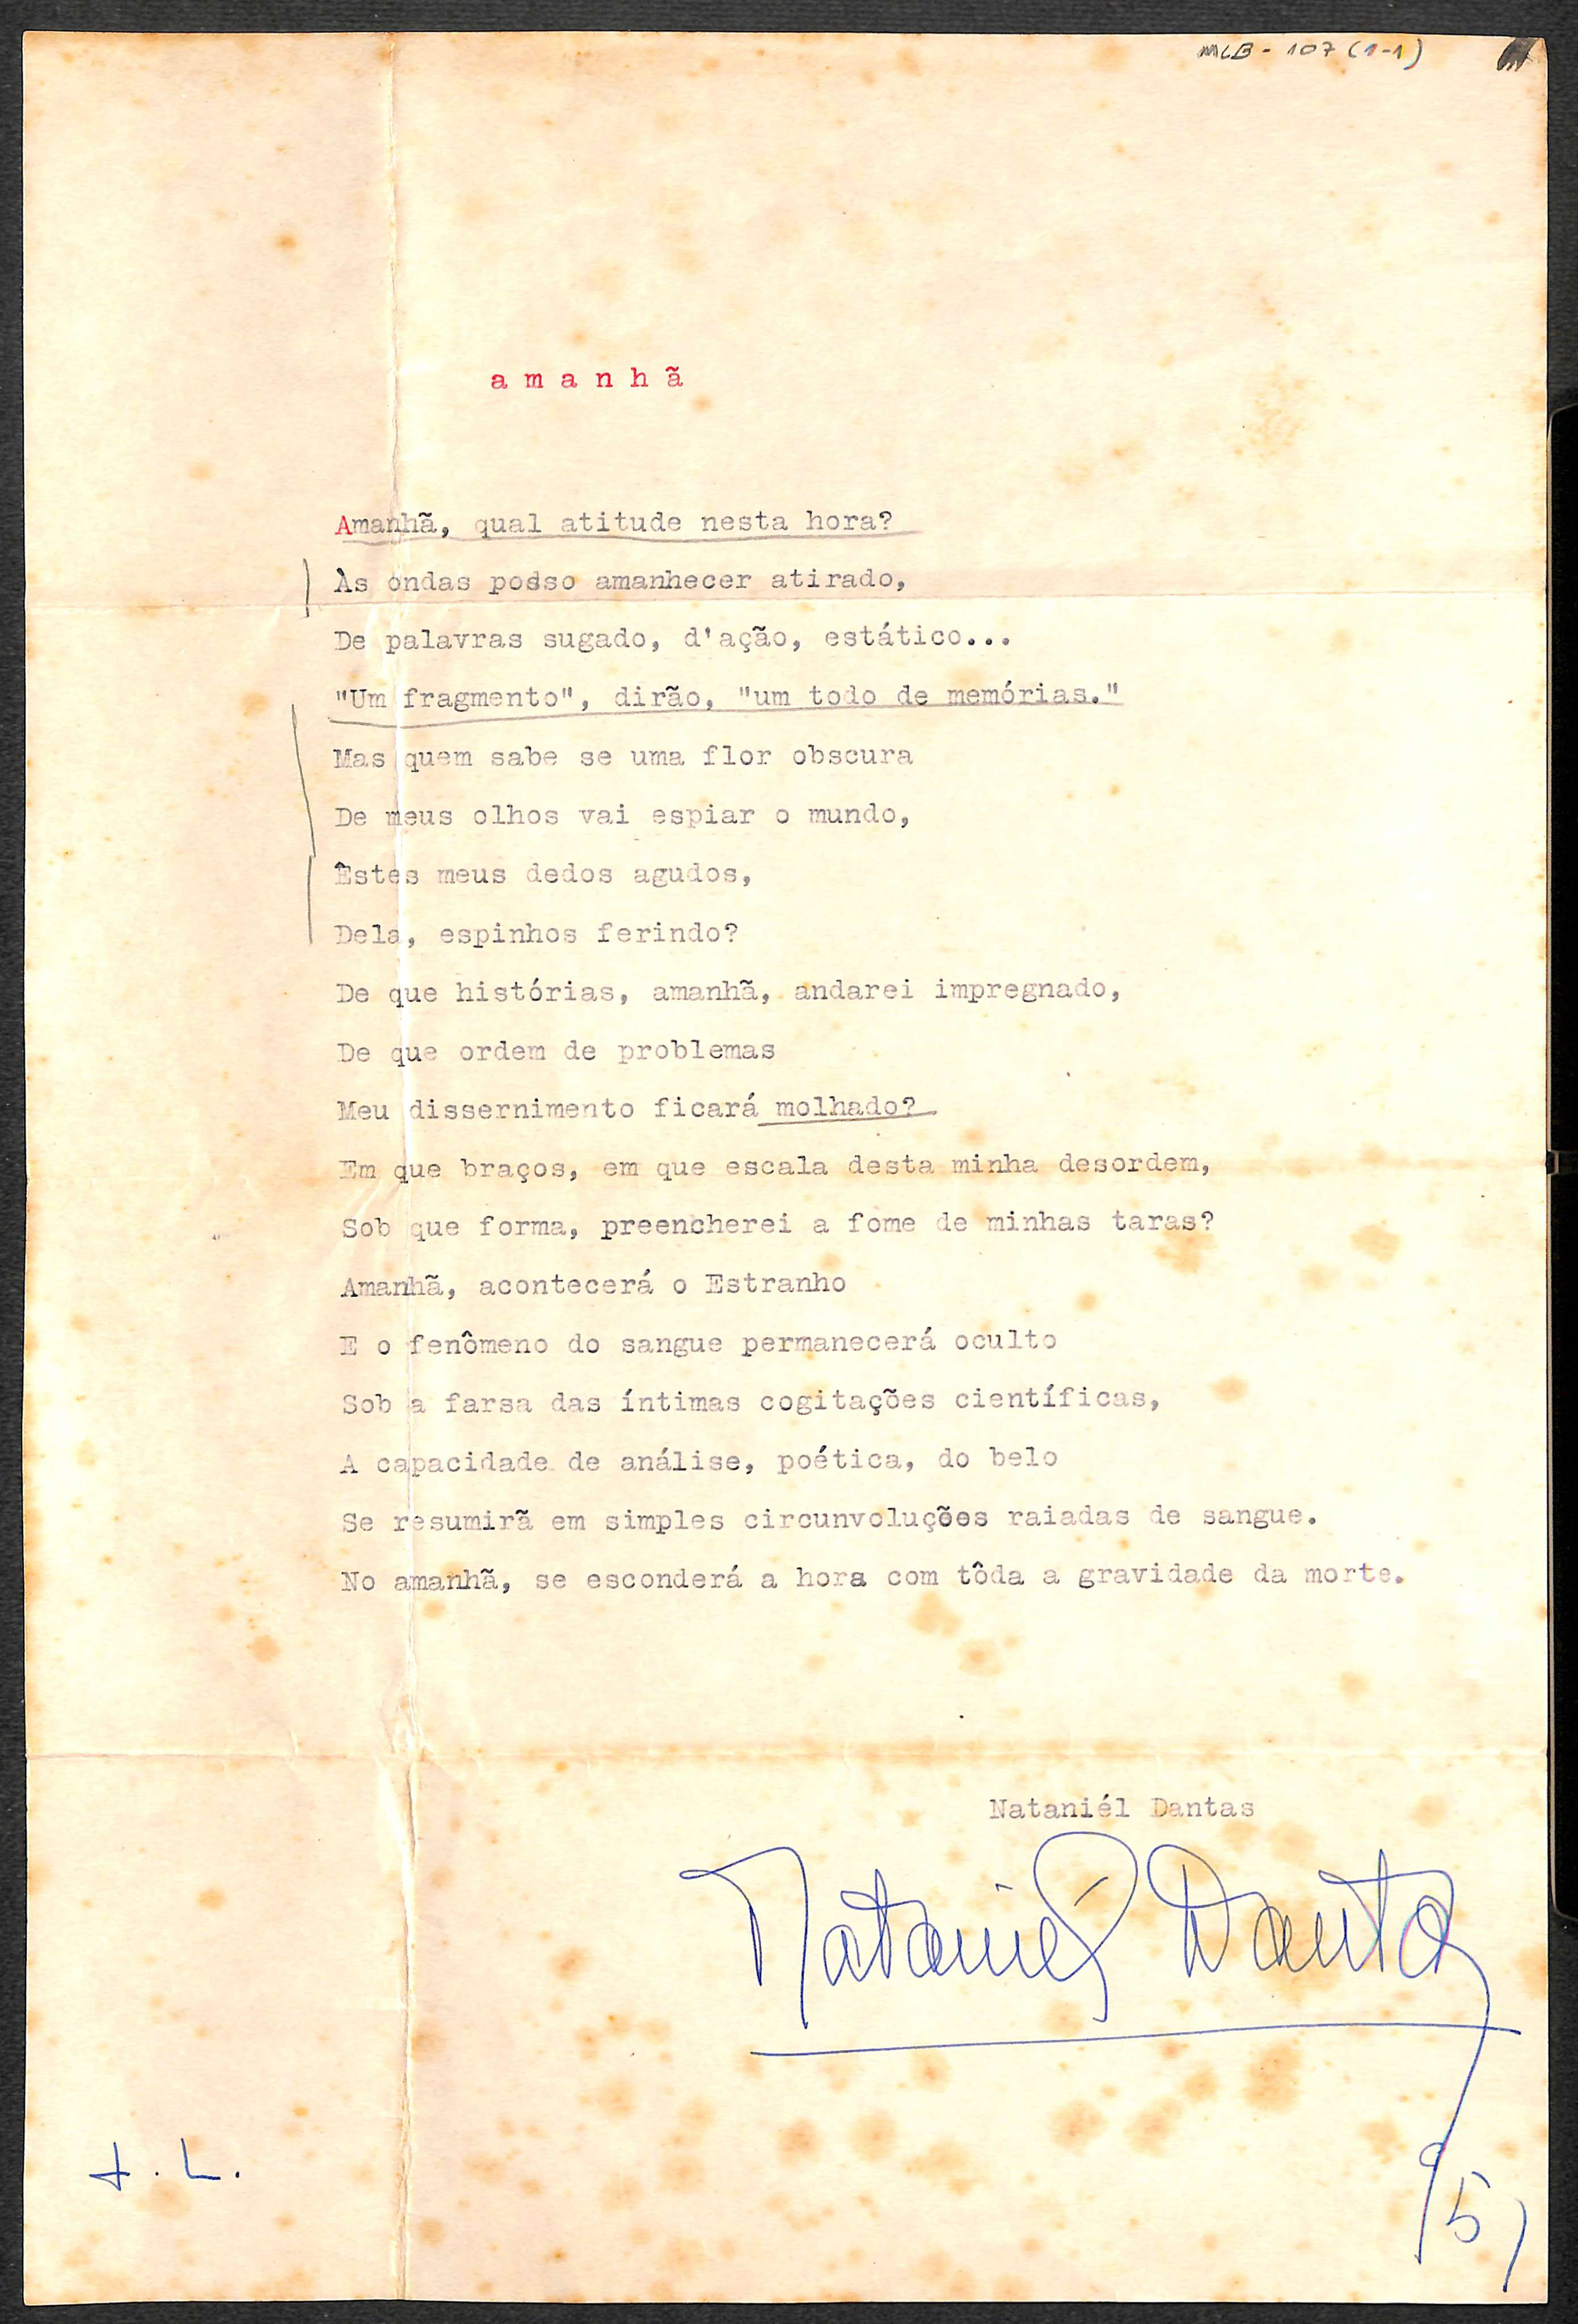 MLB - 107 (1-1)
amanhã
Amanhã, qual atitude nesta hora?
Às ondas posso amanhecer atirado,
De palavras sugado, d'ação, estático...
"Um fragmento", dirão, "um todo de memórias."
Mas quem sabe se uma flor obscura
De meus olhos vai espiar o mundo,
Êstes meus dedos agudos,
Dela, espinhos ferindo?
De que histórias, amanhã, andarei impregnado,
De que ordem de problemas
Meu dissernimento ficará molhado?
Em que braços, em que escala desta minha desordem,
Sob que forma, preencherei a fome de minhas taras?
Amanhã, acontecerá o Estranho
E o fenômeno do sangue permanecerá oculto
Sob a farsa das íntimas cogitações científicas,
A capacidade de análise, poética, do belo
Se resumirã em simples circunvoluções raiadas de sangue.
No amanhã, se esconderá a hora com tôda a gravidade da morte.
Nataniél Dantas
Nataniél Dantas